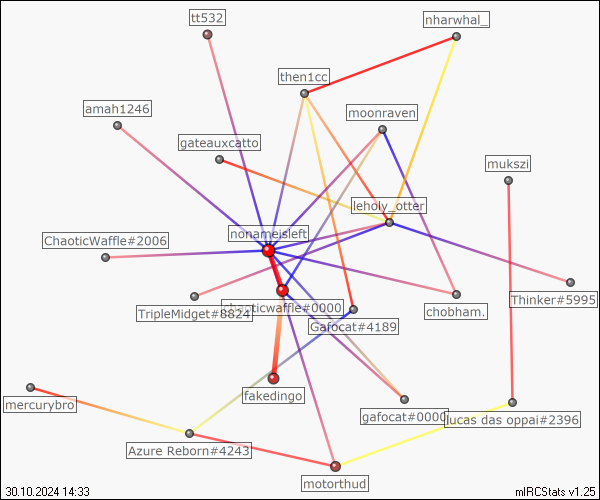 tt532
nharwhal_
then1cc
amah1246
moonraven
gateauxcatto
mukszi
leholy_otter
nonameisleft
ChaoticWaffle#2006
Thinker#5995
TripleMidget#8824
chaoticwaffle#0000
Gafocat#4189
chobham.
fakedingo
mercurybro
gafocat#0000
lucas das oppai#2396
Azure Reborn#4243
motorthud
30.10.2024 14:33
mIRCStats v1.25